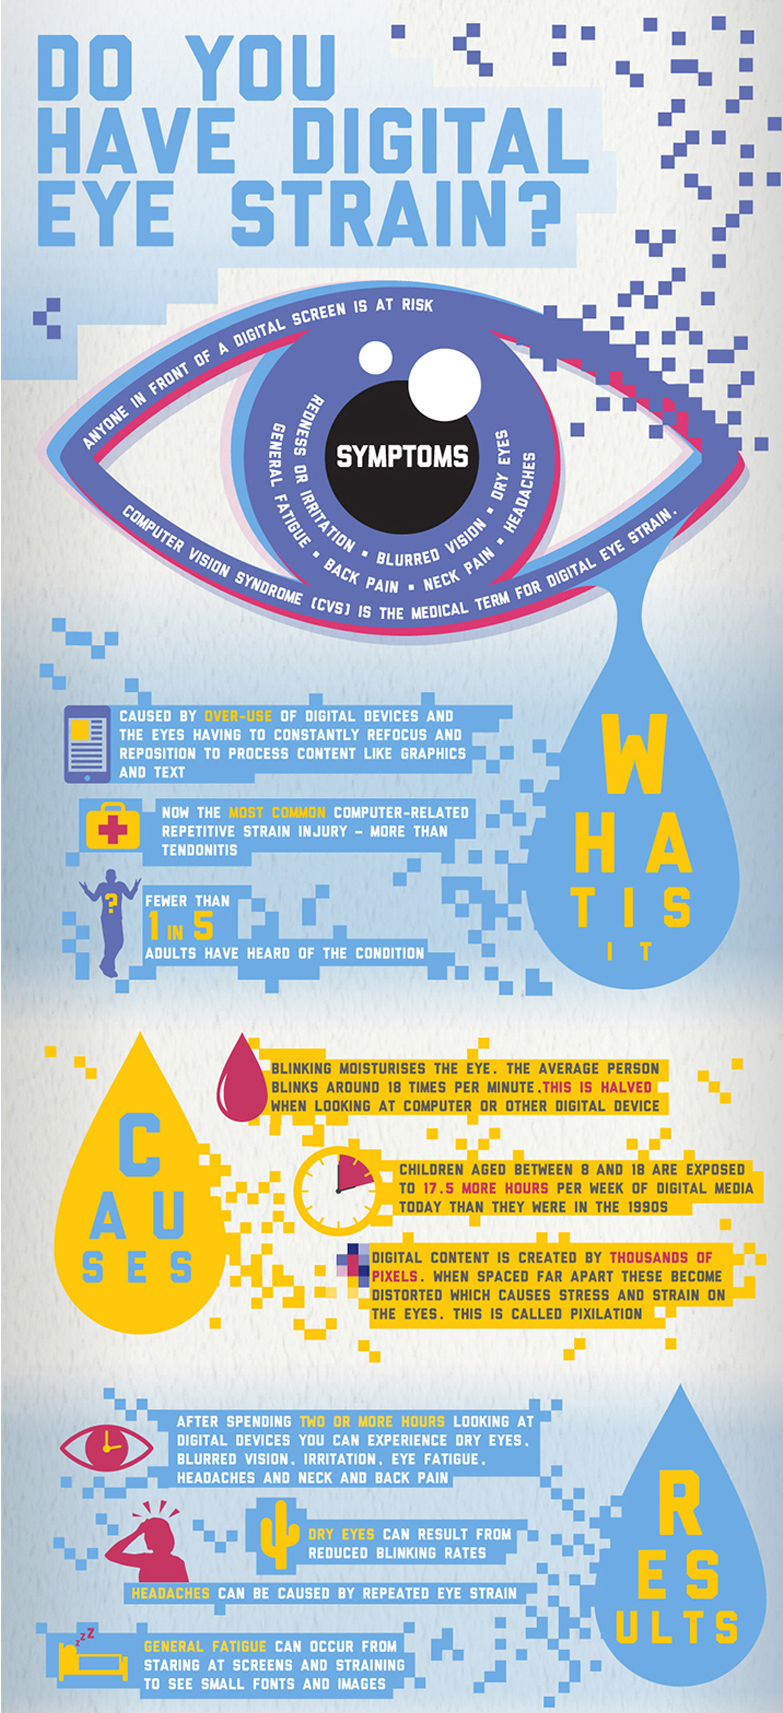 DO YOU
HAVE DIGITAL
EYE STRAIN?
ANYONE IN FRONT OF A DIGITAL SCREEN IS AT RISK
SYMPTOMS
REDNESS OR IRRITATION ▪ BLURRED VISION ▪ DRY EYES
GENERAL FATIGUE ▪ BACK PAIN ▪ NECK PAIN ▪ HEADACHES
COMPUTER VISION SYNDROME (CVS) IS THE MEDICAL TERM FOR DIGITAL EYE STRAIN.
W
HA
TIS
IT
CAUSED BY OVER-USE OF DIGITAL DEVICES AND
THE EYES HAVING TO CONSTANTLY REFOCUS AND
REPOSITION TO PROCESS CONTENT LIKE GRAPHICS
AND TEXT
NOW THE MOST COMMON COMPUTER-RELATED
REPETITIVE STRAIN INJURY – MORE THAN
TENDONITIS
?
FEWER THAN
1 IN 5
ADULTS HAVE HEARD OF THE CONDITION
C
AU
SES
BLINKING MOISTURISES THE EYE. THE AVERAGE PERSON
BLINKS AROUND 18 TIMES PER MINUTE,THIS IS HALVED
WHEN LOOKING AT COMPUTER OR OTHER DIGITAL DEVICE
CHILDREN AGED BETWEEN 8 AND 18 ARE EXPOSED
TO 17.5 MORE HOURS PER WEEK OF DIGITAL MEDIA
TODAY THAN THEY WERE IN THE 1990S
DIGITAL CONTENT IS CREATED BY THOUSANDS OF
PIXELS. WHEN SPACED FAR APART THESE BECOME
DISTORTED WHICH CAUSES STRESS AND STRAIN ON
THE EYES. THIS IS CALLED PIXILATION
R
ES
ULTS
AFTER SPENDING TWO OR MORE HOURS LOOKING AT
DIGITAL DEVICES YOU CAN EXPERIENCE DRY EYES,
BLURRED VISION, IRRITATION, EYE FATIGUE,
HEADACHES AND NECK AND BACK PAIN
DRY EYES CAN RESULT FROM
REDUCED BLINKING RATES
HEADACHES CAN BE CAUSED BY REPEATED EYE STRAIN
zzZ
GENERAL FATIGUE CAN OCCUR FROM
STARING AT SCREENS AND STRAINING
TO SEE SMALL FONTS AND IMAGES